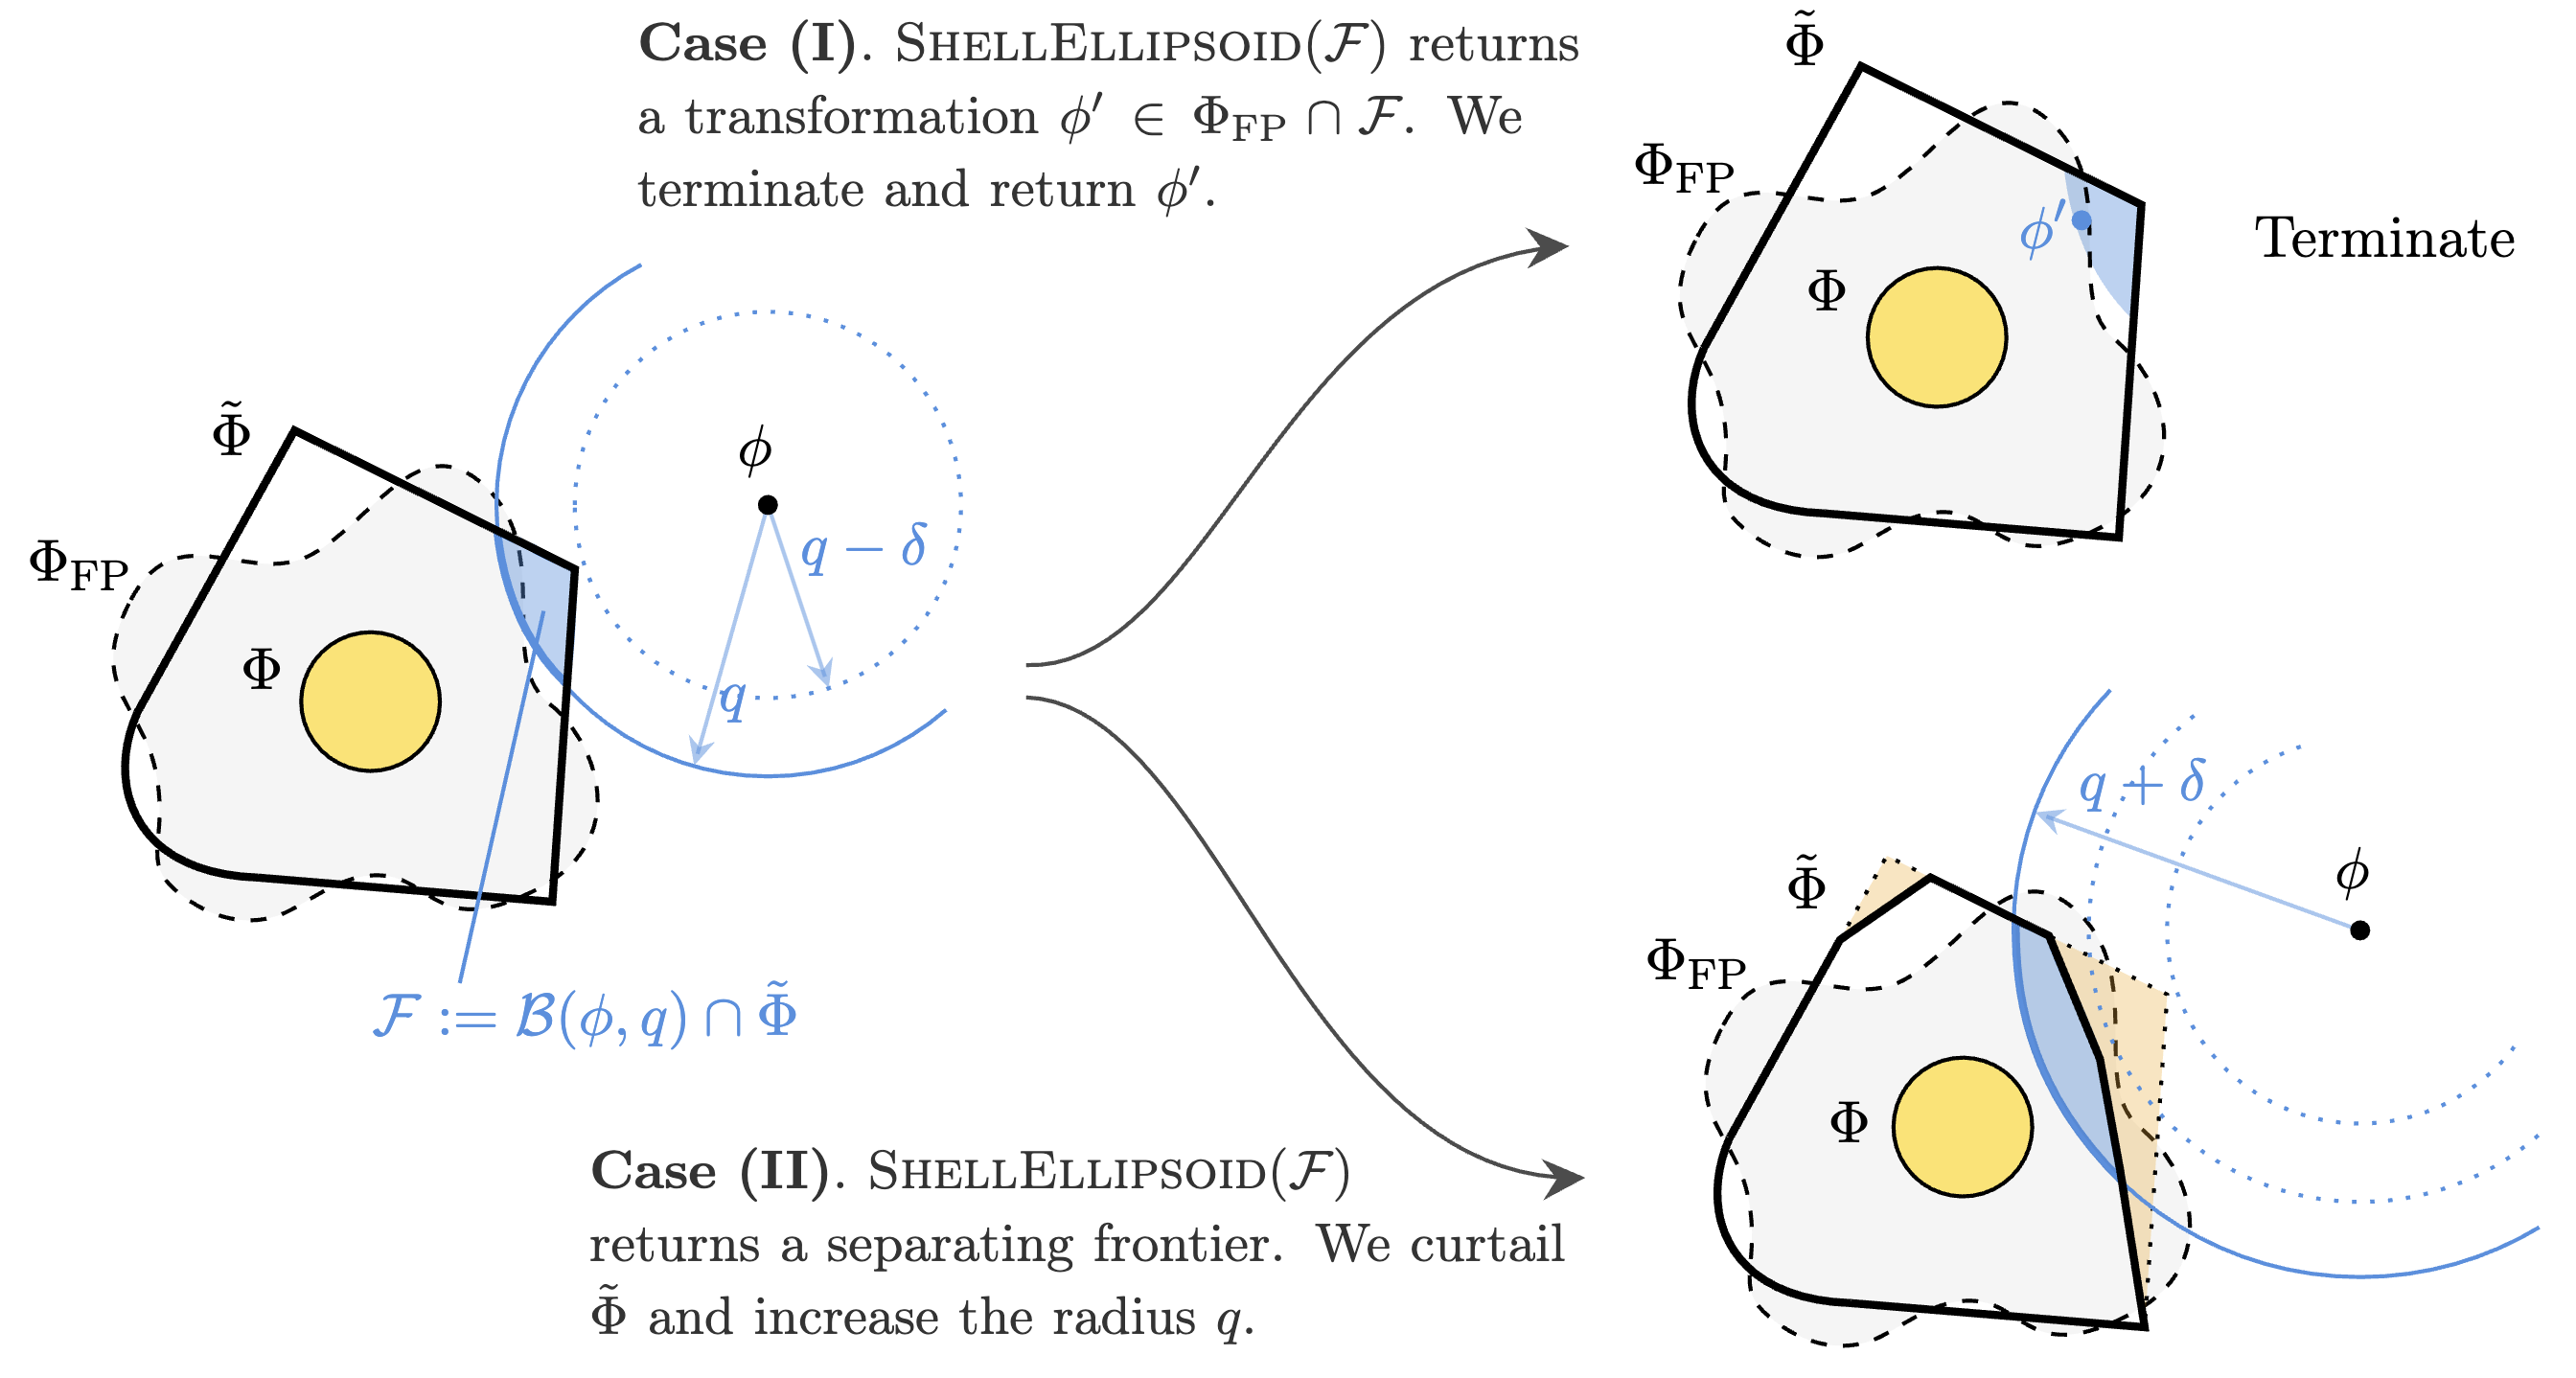 Case (I). SHELLELLIPSOID(ℱ) returns
a transformation ϕ′ ∈ Φ_FP ∩ ℱ. We
terminate and return ϕ′.
Φ̃
Φ_FP
ϕ′
Φ
Terminate
Φ̃
Φ_FP
Φ
ϕ
q − δ
q
ℱ := ℬ(ϕ, q) ∩ Φ̃
Case (II). SHELLELLIPSOID(ℱ)
returns a separating frontier. We curtail
Φ̃ and increase the radius q.
q + δ
ϕ
Φ̃
Φ_FP
Φ